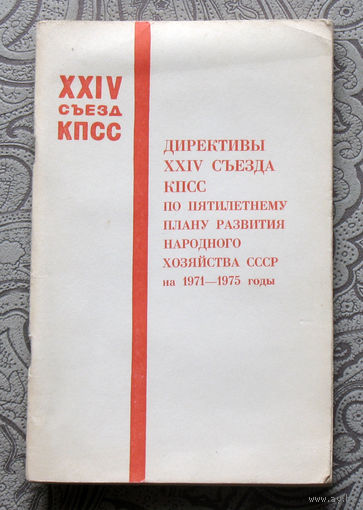 XXIV
СЪЕЗД
КПСС
ДИРЕКТИВЫ
XXIV СЪЕЗДА
КПСС
ПО ПЯТИЛЕТНЕМУ
ПЛАНУ РАЗВИТИЯ
НАРОДНОГО
ХОЗЯЙСТВА СССР
на 1971—1975 годы